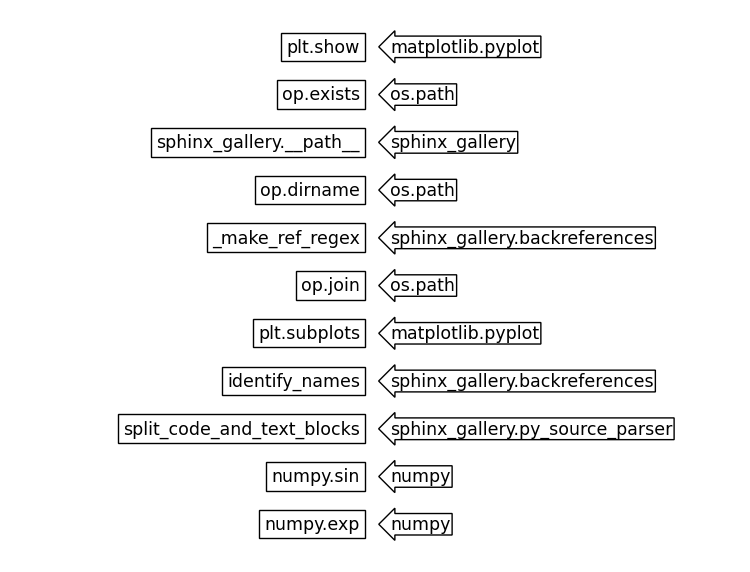 plt.show matplotlib.pyplot
op.exists os.path
sphinx_gallery.__path__ sphinx_gallery
op.dirname os.path
_make_ref_regex sphinx_gallery.backreferences
op.join os.path
plt.subplots matplotlib.pyplot
identify_names sphinx_gallery.backreferences
split_code_and_text_blocks sphinx_gallery.py_source_parser
numpy.sin numpy
numpy.exp numpy